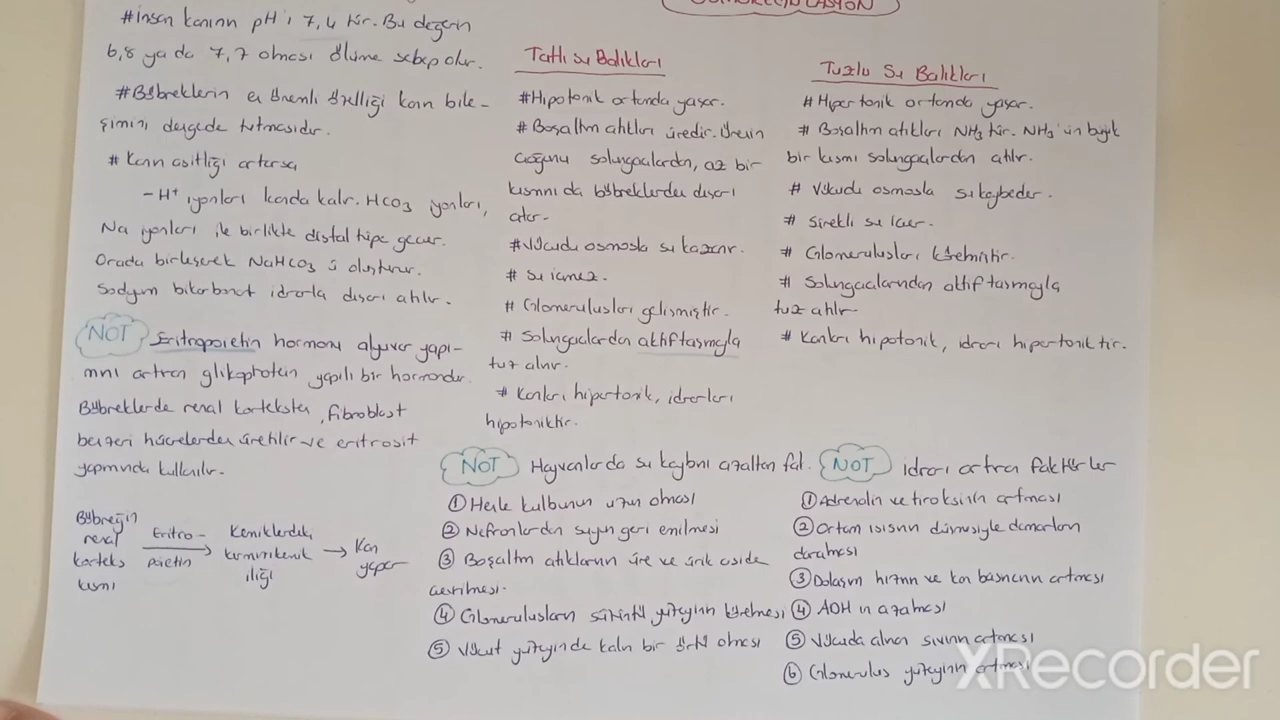 #İnsan kanının pH'ı 7,4 tür. Bu değerin
6,8 ya da 7,7 olması ölüme sebep olur.
#Böbreklerin en önemli özelliği kan bile-
şimini dengede tutmasıdır.
# Kanın asitliği artarsa
- H+ iyonları kanda kalır. HCO3 iyonları,
Na iyonları ile birlikte distal tüpe geçer.
Orada birleşerek NaHCO3 ü oluşturur.
Sodyum bikarbonat idrarla dışarı atılır.
NOT Eritropoietin hormonu alyuvar yapı-
mını artıran glikoprotein yapılı bir hormondur.
Böbreklerde renal korteksten, fibroblast
benzeri hücrelerden üretilir ve eritrosit
yapımında kullanılır.
Böbreğin renal korteks kısmı
Eritro-
poietin
Kemiklerdeki kırmızı kemik iliği
Kan yapar
Tatlı Su Balıkları
#Hipotonik ortamda yaşar.
# Boşaltım atıkları üredir. Ürenin
çoğunu solungaçlardan, az bir
kısmını da böbreklerden dışarı
atar.
#Vücudu osmosla su kazanır.
# Su içmez.
# Glomerulusları gelişmiştir.
# Solungaçlardan aktif taşımayla
tuz alınır.
# Kanları hipertonik, idrarları
hipotoniktir.
Tuzlu Su Balıkları
# Hipertonik ortamda yaşar.
# Boşaltım atıkları NH3 tür. NH3'ün büyük
bir kısmı solungaçlardan atılır.
# Vücudu osmosla su kaybeder.
# Sürekli su içer.
# Glomerulusları körelmiştir.
# Solungaçlarından aktif taşımayla
tuz atılır.
# Kanları hipotonik, idrarı hipertoniktir.
NOT Hayvanlarda su kaybını azaltan fak.
① Henle kulbunun uzun olması
② Nefronlardan suyun geri emilmesi
③ Boşaltım atıklarının üre ve ürik aside
çevrilmesi.
④ Glomerulusların süzüntü yüzeyinin körelmesi
⑤ Vücut yüzeyinde kalın bir örtü olması
NOT idrarı artıran faktörler
① Adrenalin ve tiroksinin artması
② Ortam ısısının düşmesiyle damarların
daralması
③ Dolaşım hızının ve kan basıncının artması
④ ADH ın azalması
⑤ Vücuda alınan sıvının artması
⑥ Glomerulus yüzeyinin artması
XRecorder